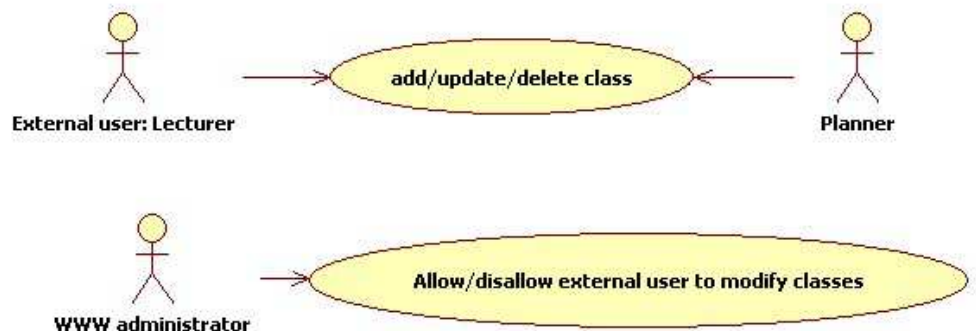 add/update/delete class
External user: Lecturer
Planner
Allow/disallow external user to modify classes
WWW administrator